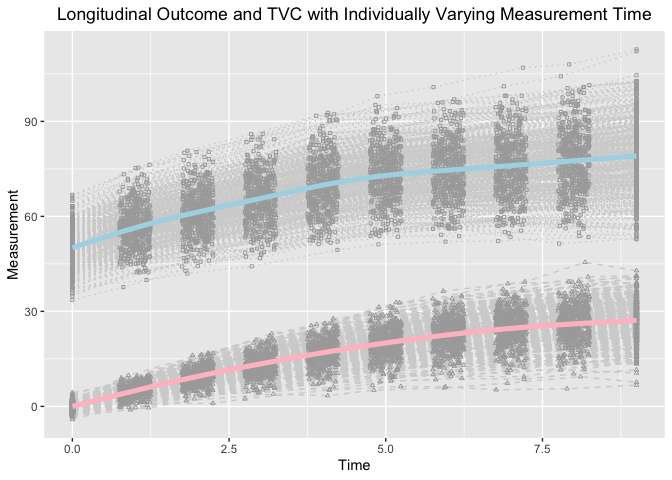 Longitudinal Outcome and TVC with Individually Varying Measurement Time
Measurement
90
60
30
0
0.0 2.5 5.0 7.5
Time